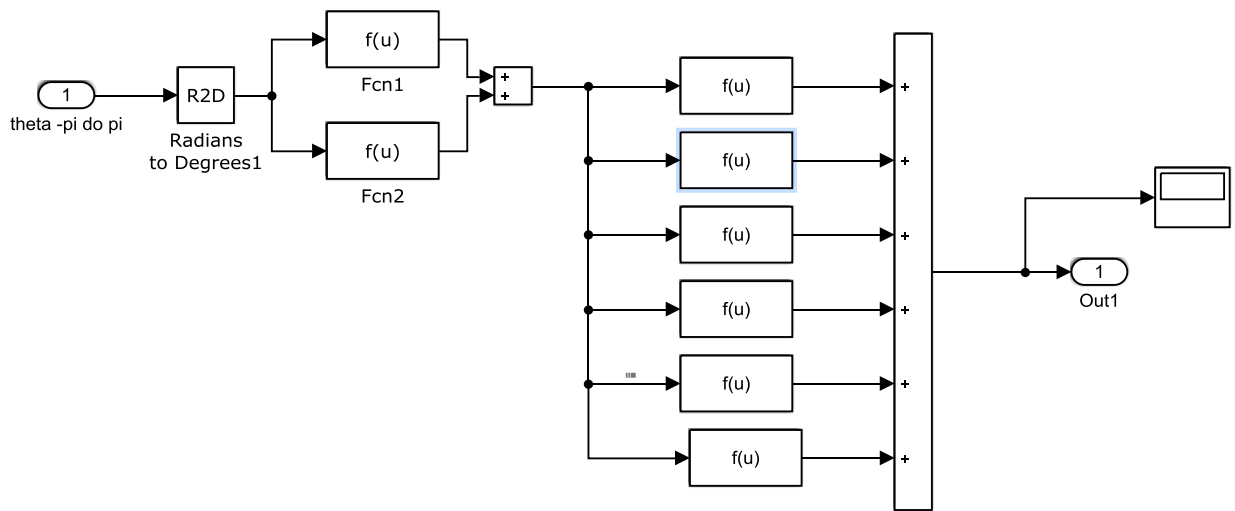 1
theta -pi do pi
R2D
Radians
to Degrees1
f(u)
Fcn1
f(u)
Fcn2
+
+
f(u)
f(u)
f(u)
f(u)
f(u)
f(u)
+
+
+
+
+
+
1
Out1